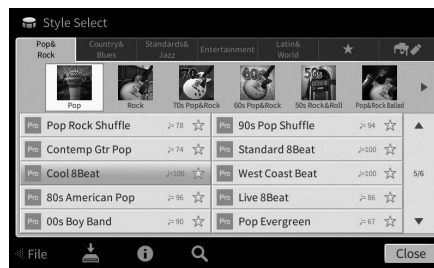 Style Select
Pop&
Rock
Country&
Blues
Standards&
Jazz
Entertainment
Latin&
World
Pop
Rock
70s Pop&Rock
60s Pop&Rock
50s Rock&Roll
Pop&Rock Ballad
Pro Pop Rock Shuffle ♩= 78
Pro 90s Pop Shuffle ♩= 94
Pro Contemp Gtr Pop ♩= 74
Pro Standard 8Beat ♩=100
Pro Cool 8Beat ♩=100
Pro West Coast Beat ♩=100
5/6
Pro 80s American Pop ♩= 96
Pro Live 8Beat ♩= 86
Pro 00s Boy Band ♩= 90
Pro Pop Evergreen ♩= 67
File
Close